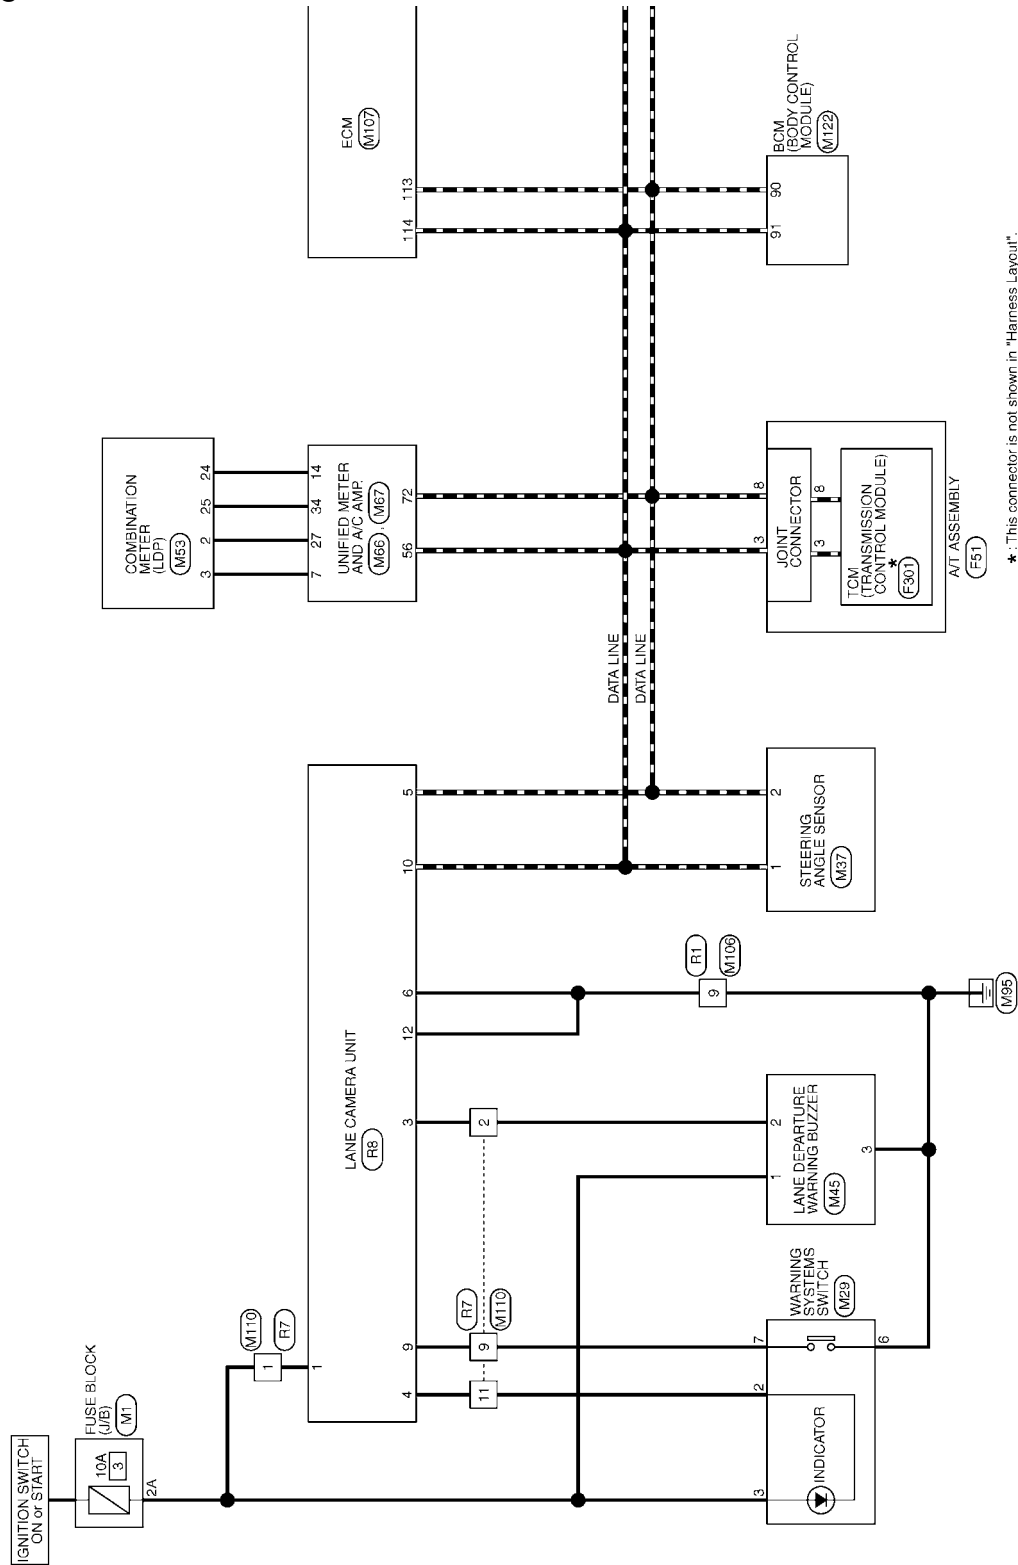 IGNITION SWITCH
ON or START
FUSE BLOCK
(J/B)
M1
10A
3
2A
M110
R7
1
1
LANE CAMERA UNIT
R8
4
9
3
12
6
10
5
11
9
2
R7
M110
R1
M106
9
3
2
7
6
INDICATOR
WARNING
SYSTEMS
SWITCH
M29
1
2
3
LANE DEPARTURE
WARNING BUZZER
M45
M95
1
2
STEERING
ANGLE SENSOR
M37
DATA LINE
DATA LINE
COMBINATION
METER
(LDP)
M53
3
2
25
24
7
27
34
14
UNIFIED METER
AND A/C AMP.
M66 , M67
56
72
3
8
JOINT
CONNECTOR
3
8
TCM
(TRANSMISSION
CONTROL MODULE)
*
F301
A/T ASSEMBLY
F51
ECM
M107
114
113
91
90
BCM
(BODY CONTROL
MODULE)
M122
* : This connector is not shown in "Harness Layout".